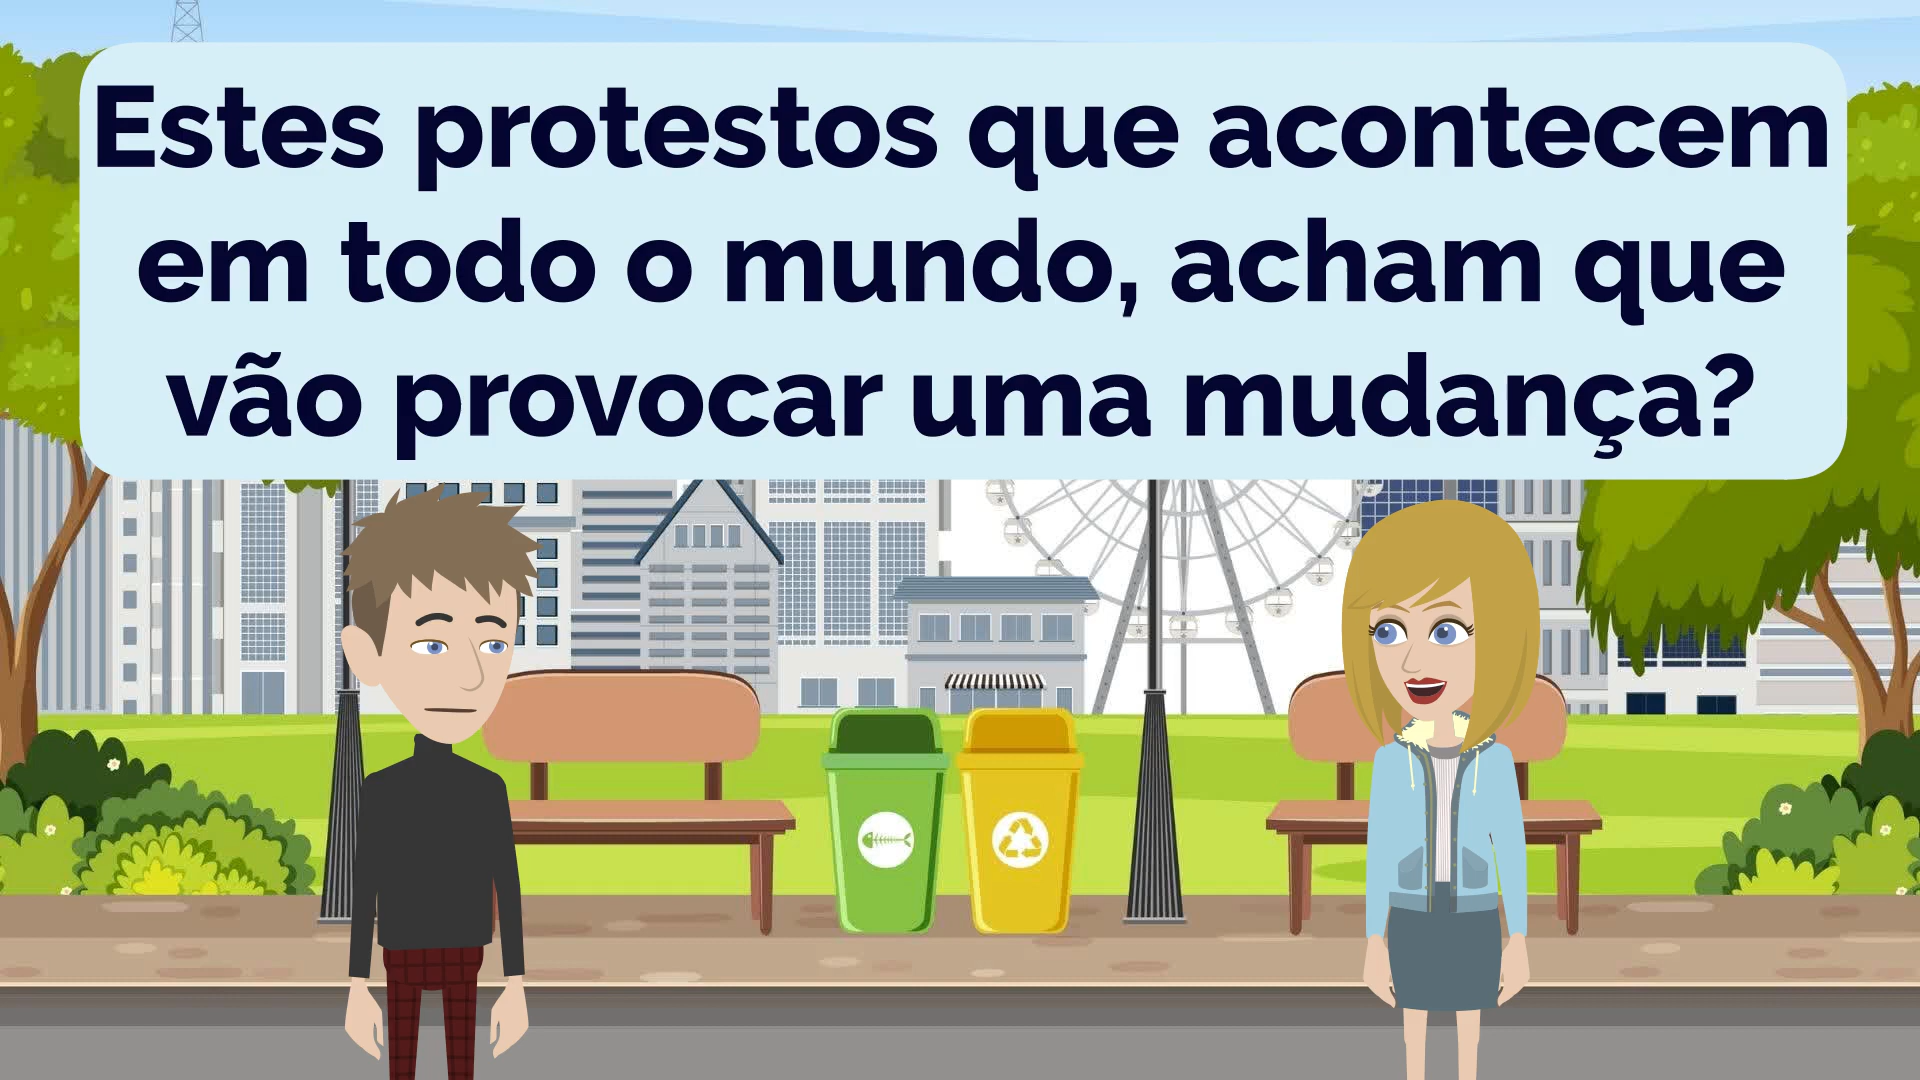 Estes protestos que acontecem
em todo o mundo, acham que
vão provocar uma mudança?